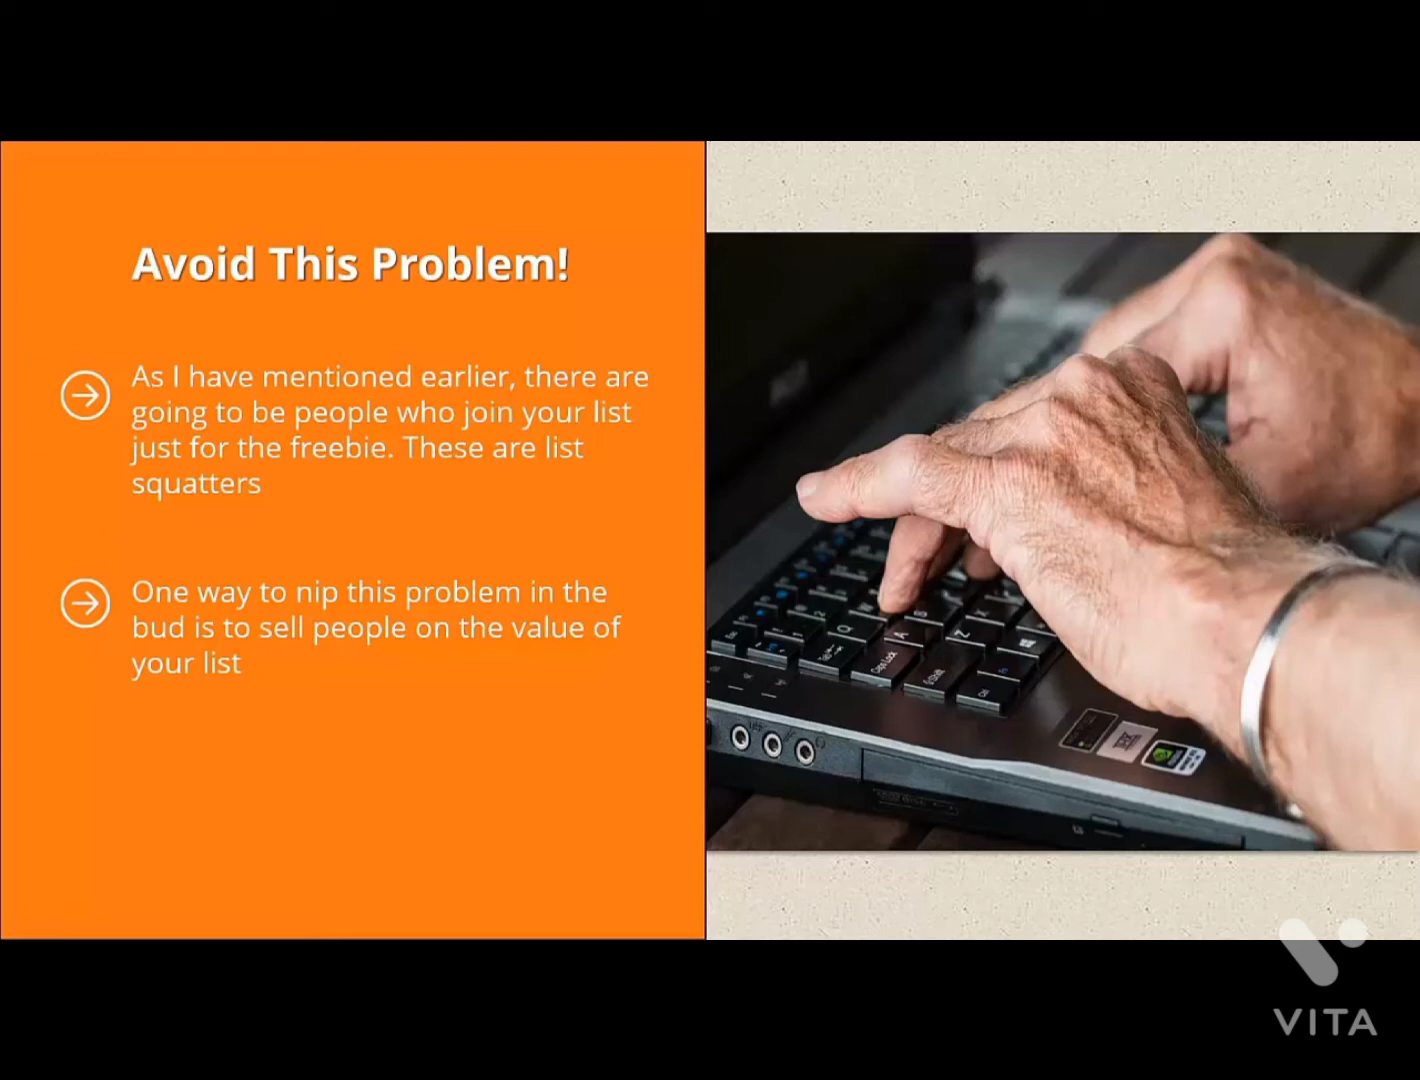 Avoid This Problem!
As I have mentioned earlier, there are
going to be people who join your list
just for the freebie. These are list
squatters
One way to nip this problem in the
bud is to sell people on the value of
your list
Q
A
Z
Caps Lock
VITA